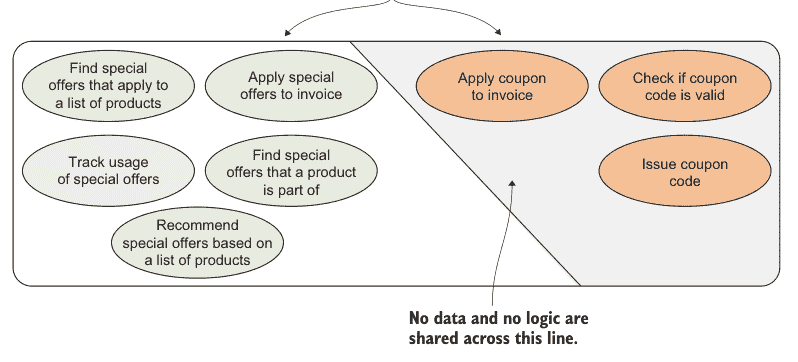 Find special
offers that apply to
a list of products
Apply special
offers to invoice
Apply coupon
to invoice
Check if coupon
code is valid
Track usage
of special offers
Find special
offers that a product
is part of
Issue coupon
code
Recommend
special offers based on
a list of products
No data and no logic are
shared across this line.